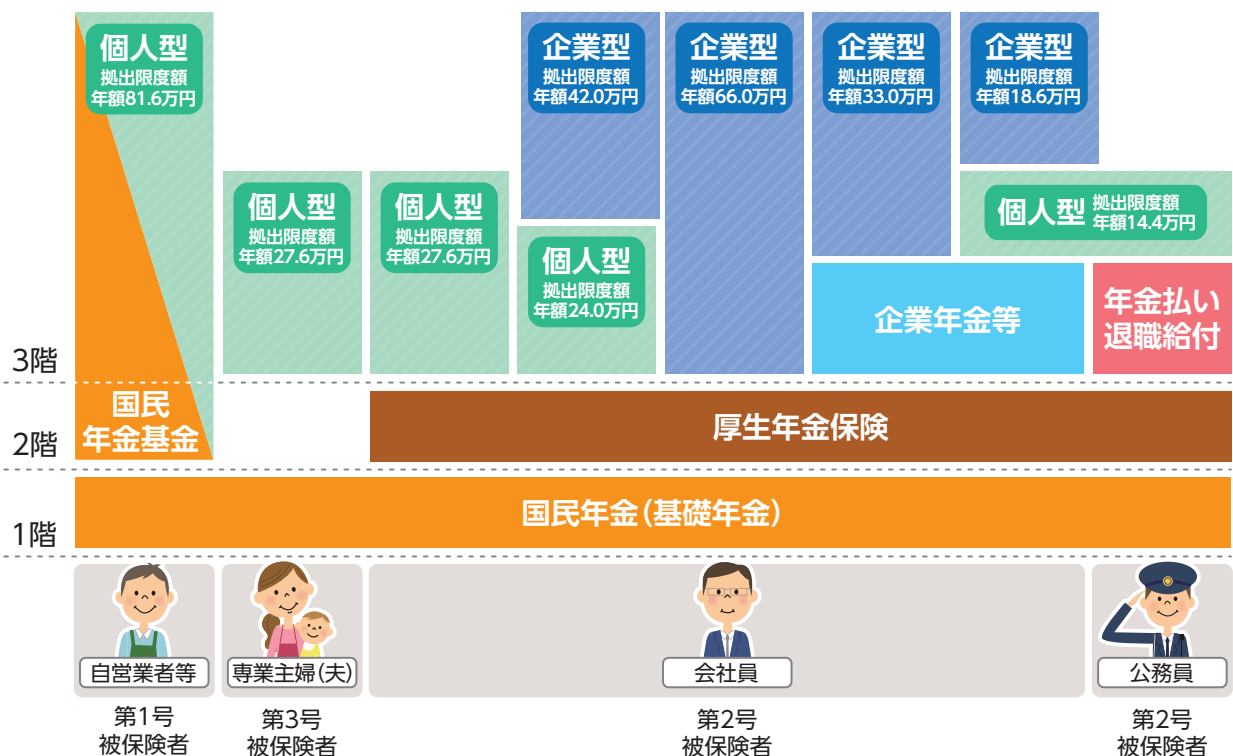 個人型
拠出限度額
年額81.6万円
企業型
拠出限度額
年額42.0万円
企業型
拠出限度額
年額66.0万円
企業型
拠出限度額
年額33.0万円
企業型
拠出限度額
年額18.6万円
個人型
拠出限度額
年額27.6万円
個人型
拠出限度額
年額27.6万円
個人型
拠出限度額
年額24.0万円
個人型
拠出限度額
年額14.4万円
企業年金等
年金払い
退職給付
3階
国民
年金基金
厚生年金保険
2階
国民年金(基礎年金)
1階
自営業者等
専業主婦(夫)
会社員
公務員
第1号
被保険者
第3号
被保険者
第2号
被保険者
第2号
被保険者